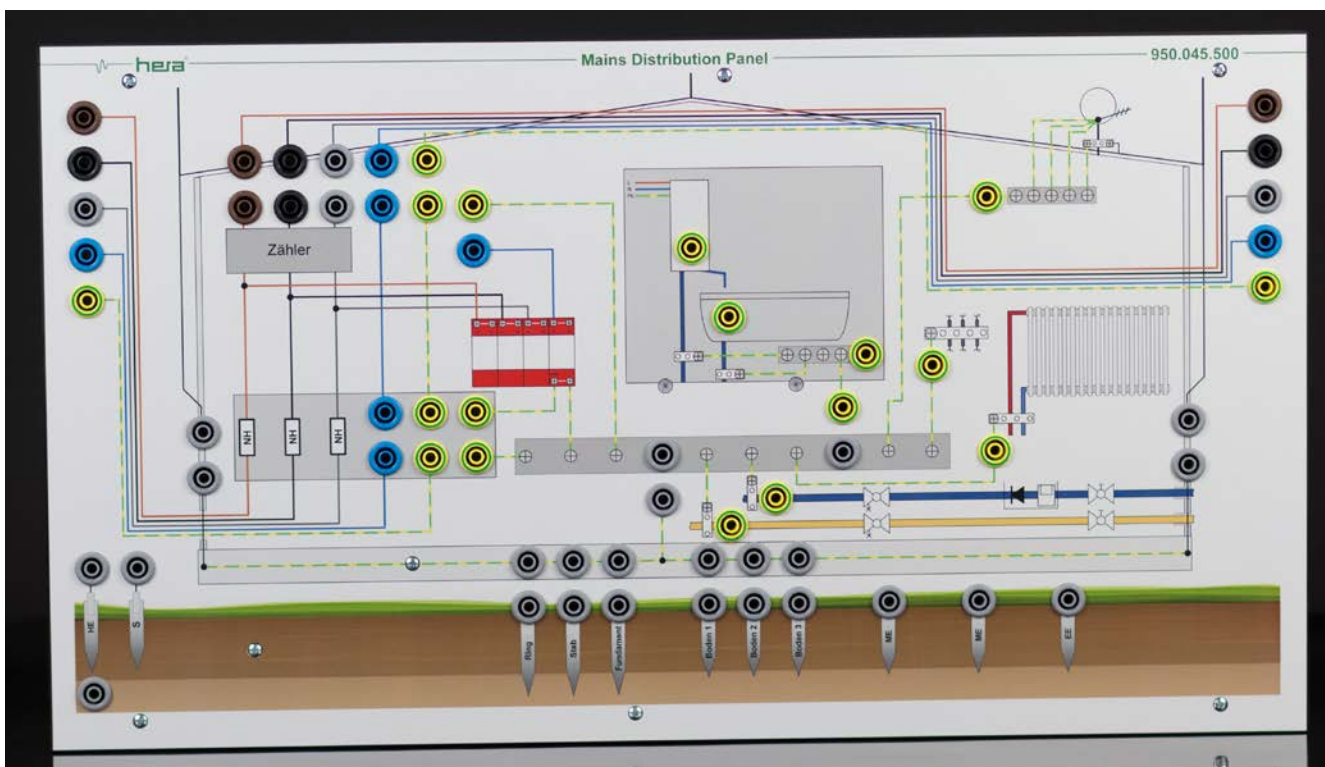 hera
Mains Distribution Panel
950.045.500
L
N
PE
Zähler
NH
NH
NH
HE
S
Ring
Stab
Fundament
Boden 1
Boden 2
Boden 3
ME
ME
EE